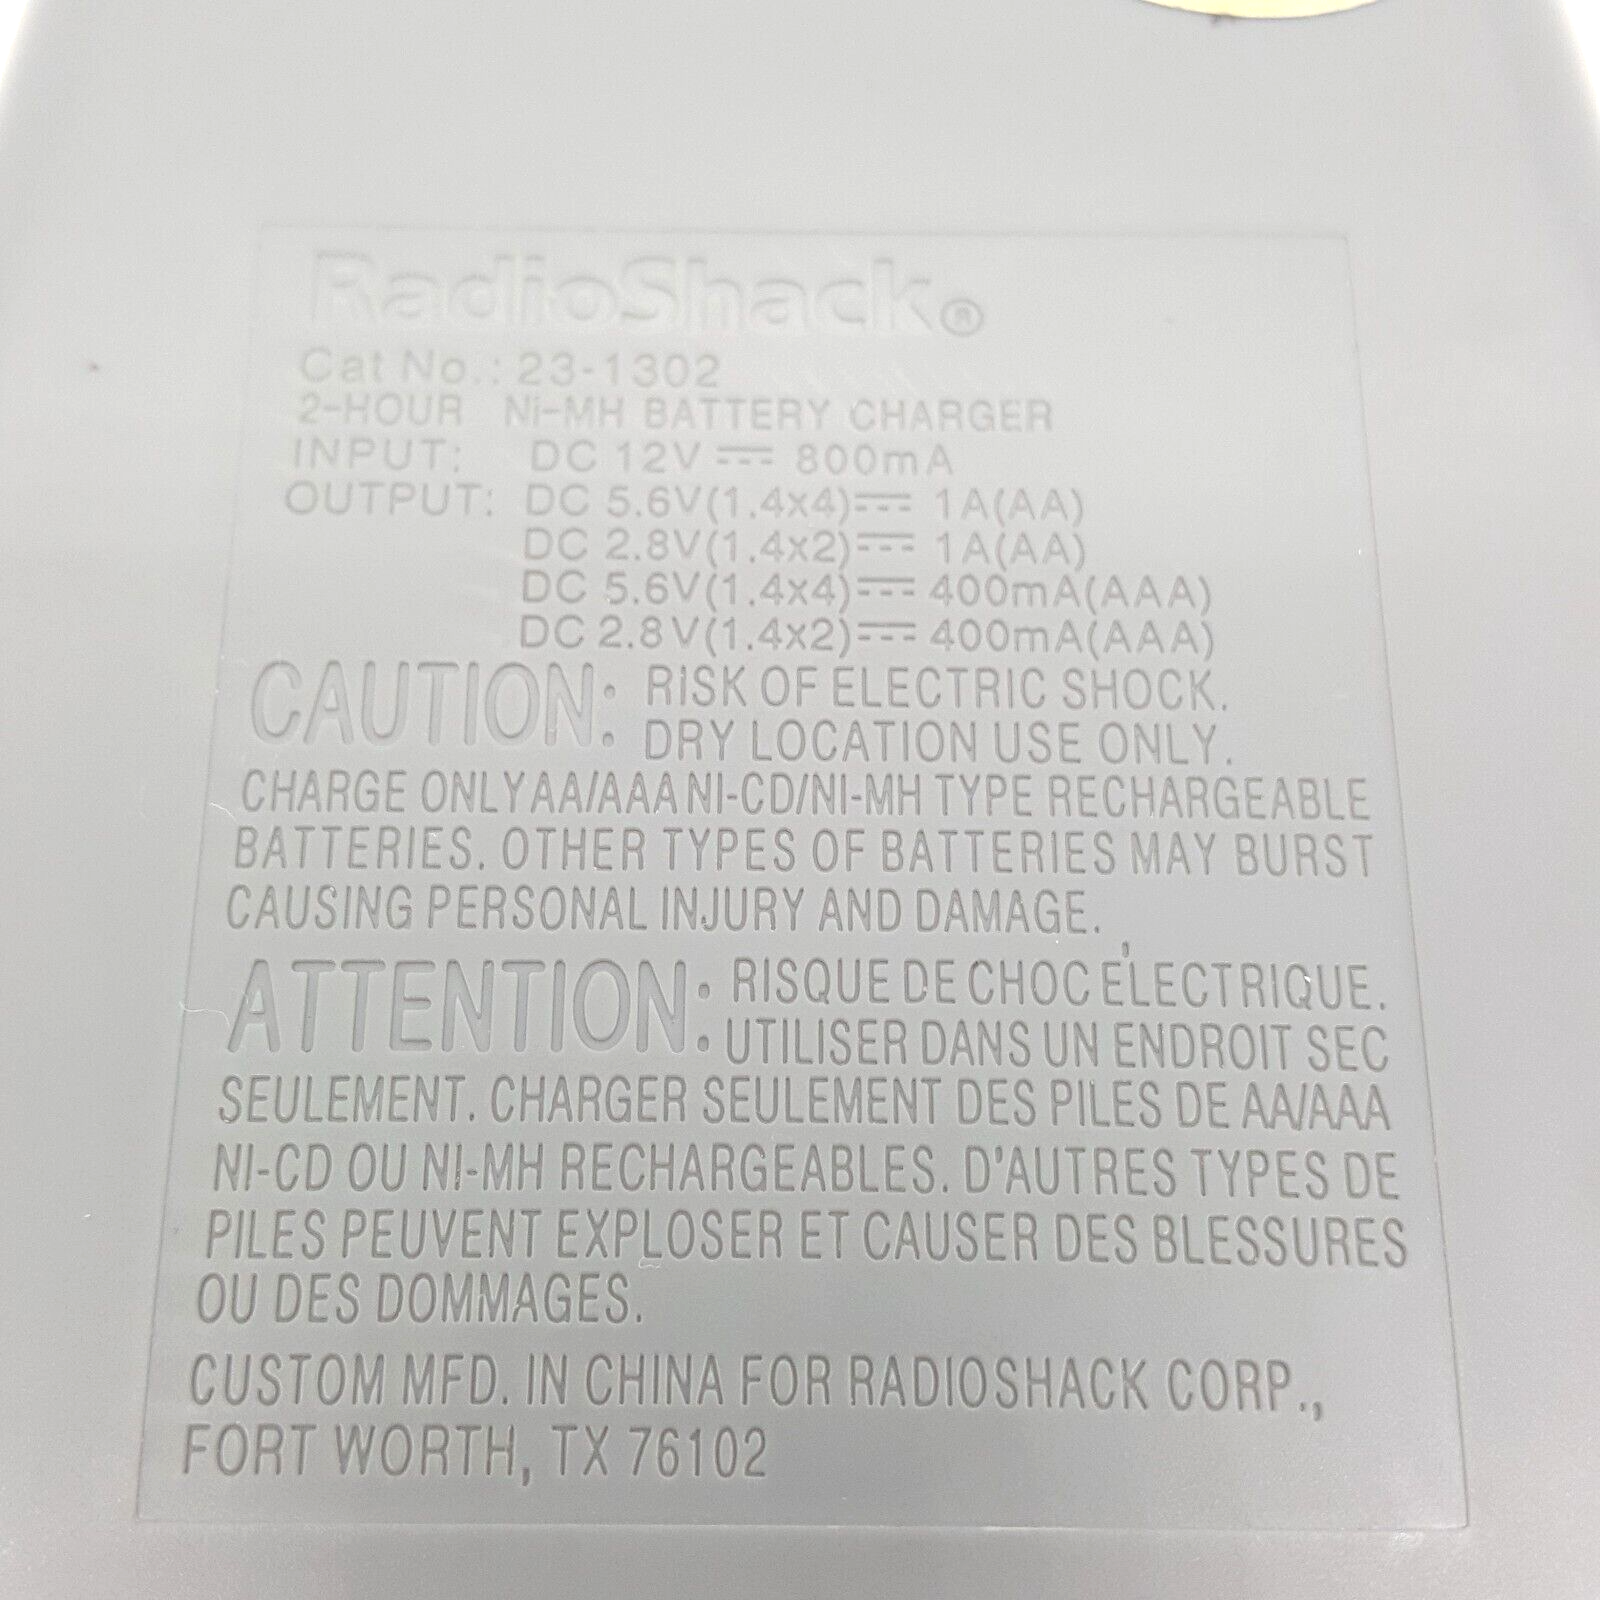 RadioShack®
Cat No.: 23-1302
2-HOUR Ni-MH BATTERY CHARGER
INPUT: DC 12V ⎓ 800mA
OUTPUT: DC 5.6V(1.4x4)⎓ 1A(AA)
DC 2.8V(1.4x2)⎓ 1A(AA)
DC 5.6V(1.4x4)⎓ 400mA(AAA)
DC 2.8V(1.4x2)⎓ 400mA(AAA)
CAUTION: RISK OF ELECTRIC SHOCK.
DRY LOCATION USE ONLY.
CHARGE ONLY AA/AAA NI-CD/NI-MH TYPE RECHARGEABLE
BATTERIES. OTHER TYPES OF BATTERIES MAY BURST
CAUSING PERSONAL INJURY AND DAMAGE.
ATTENTION: RISQUE DE CHOC ÉLECTRIQUE.
UTILISER DANS UN ENDROIT SEC
SEULEMENT. CHARGER SEULEMENT DES PILES DE AA/AAA
NI-CD OU NI-MH RECHARGEABLES. D'AUTRES TYPES DE
PILES PEUVENT EXPLOSER ET CAUSER DES BLESSURES
OU DES DOMMAGES.
CUSTOM MFD. IN CHINA FOR RADIOSHACK CORP.,
FORT WORTH, TX 76102